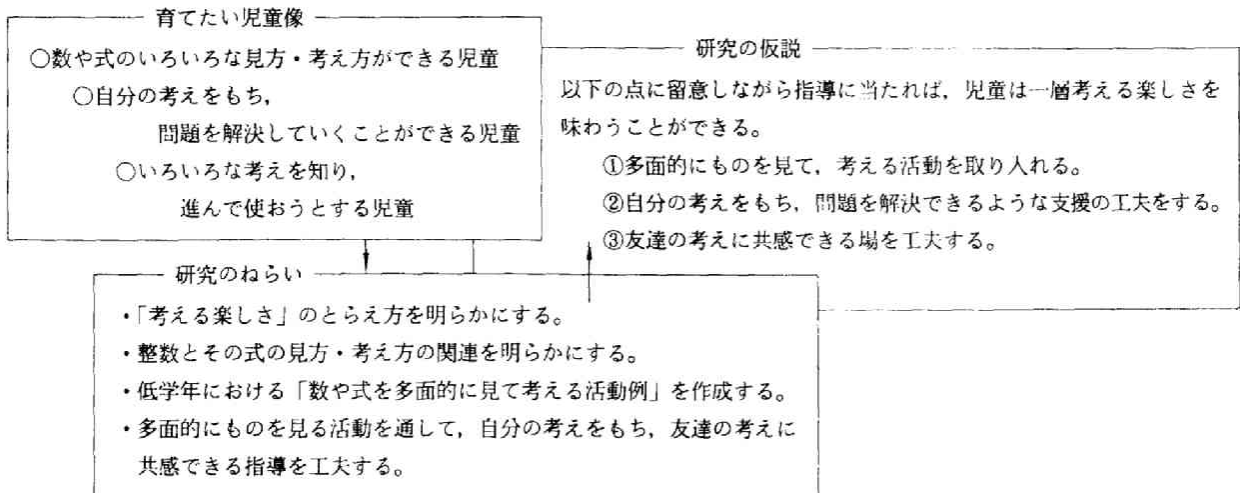 育てたい児童像
○数や式のいろいろな見方・考え方ができる児童
○自分の考えをもち，
問題を解決していくことができる児童
○いろいろな考えを知り，
進んで使おうとする児童
研究の仮説
以下の点に留意しながら指導に当たれば，児童は一層考える楽しさを
味わうことができる。
①多面的にものを見て，考える活動を取り入れる。
②自分の考えをもち，問題を解決できるような支援の工夫をする。
③友達の考えに共感できる場を工夫する。
研究のねらい
・「考える楽しさ」のとらえ方を明らかにする。
・整数とその式の見方・考え方の関連を明らかにする。
・低学年における「数や式を多面的に見て考える活動例」を作成する。
・多面的にものを見る活動を通して，自分の考えをもち，友達の考えに
共感できる指導を工夫する。